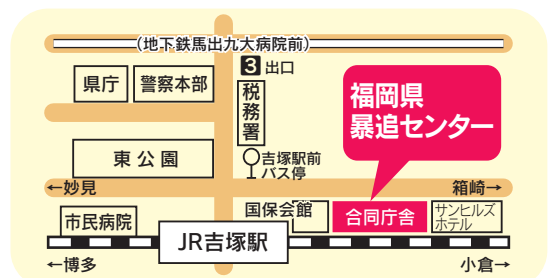 (地下鉄馬出九大病院前)
3 出口
県庁
警察本部
税務署
福岡県
暴追センター
東公園
吉塚駅前
バス停
←妙見
箱崎→
市民病院
国保会館
合同庁舎
サンヒルズ
ホテル
JR吉塚駅
←博多
小倉→